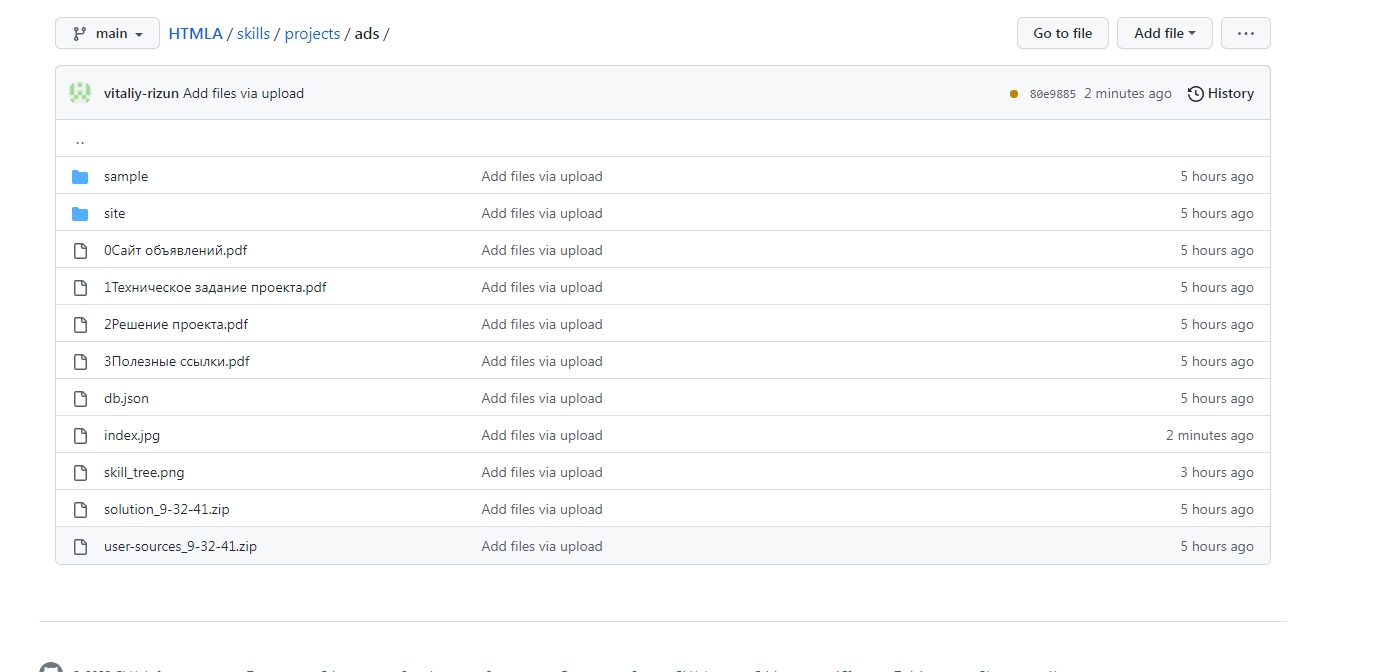 main HTMLA / skills / projects / ads / Go to file Add file ...
vitaliy-rizun Add files via upload 80e9885 2 minutes ago History
..
sample Add files via upload 5 hours ago
site Add files via upload 5 hours ago
0Сайт объявлений.pdf Add files via upload 5 hours ago
1Техническое задание проекта.pdf Add files via upload 5 hours ago
2Решение проекта.pdf Add files via upload 5 hours ago
3Полезные ссылки.pdf Add files via upload 5 hours ago
db.json Add files via upload 5 hours ago
index.jpg Add files via upload 2 minutes ago
skill_tree.png Add files via upload 3 hours ago
solution_9-32-41.zip Add files via upload 5 hours ago
user-sources_9-32-41.zip Add files via upload 5 hours ago